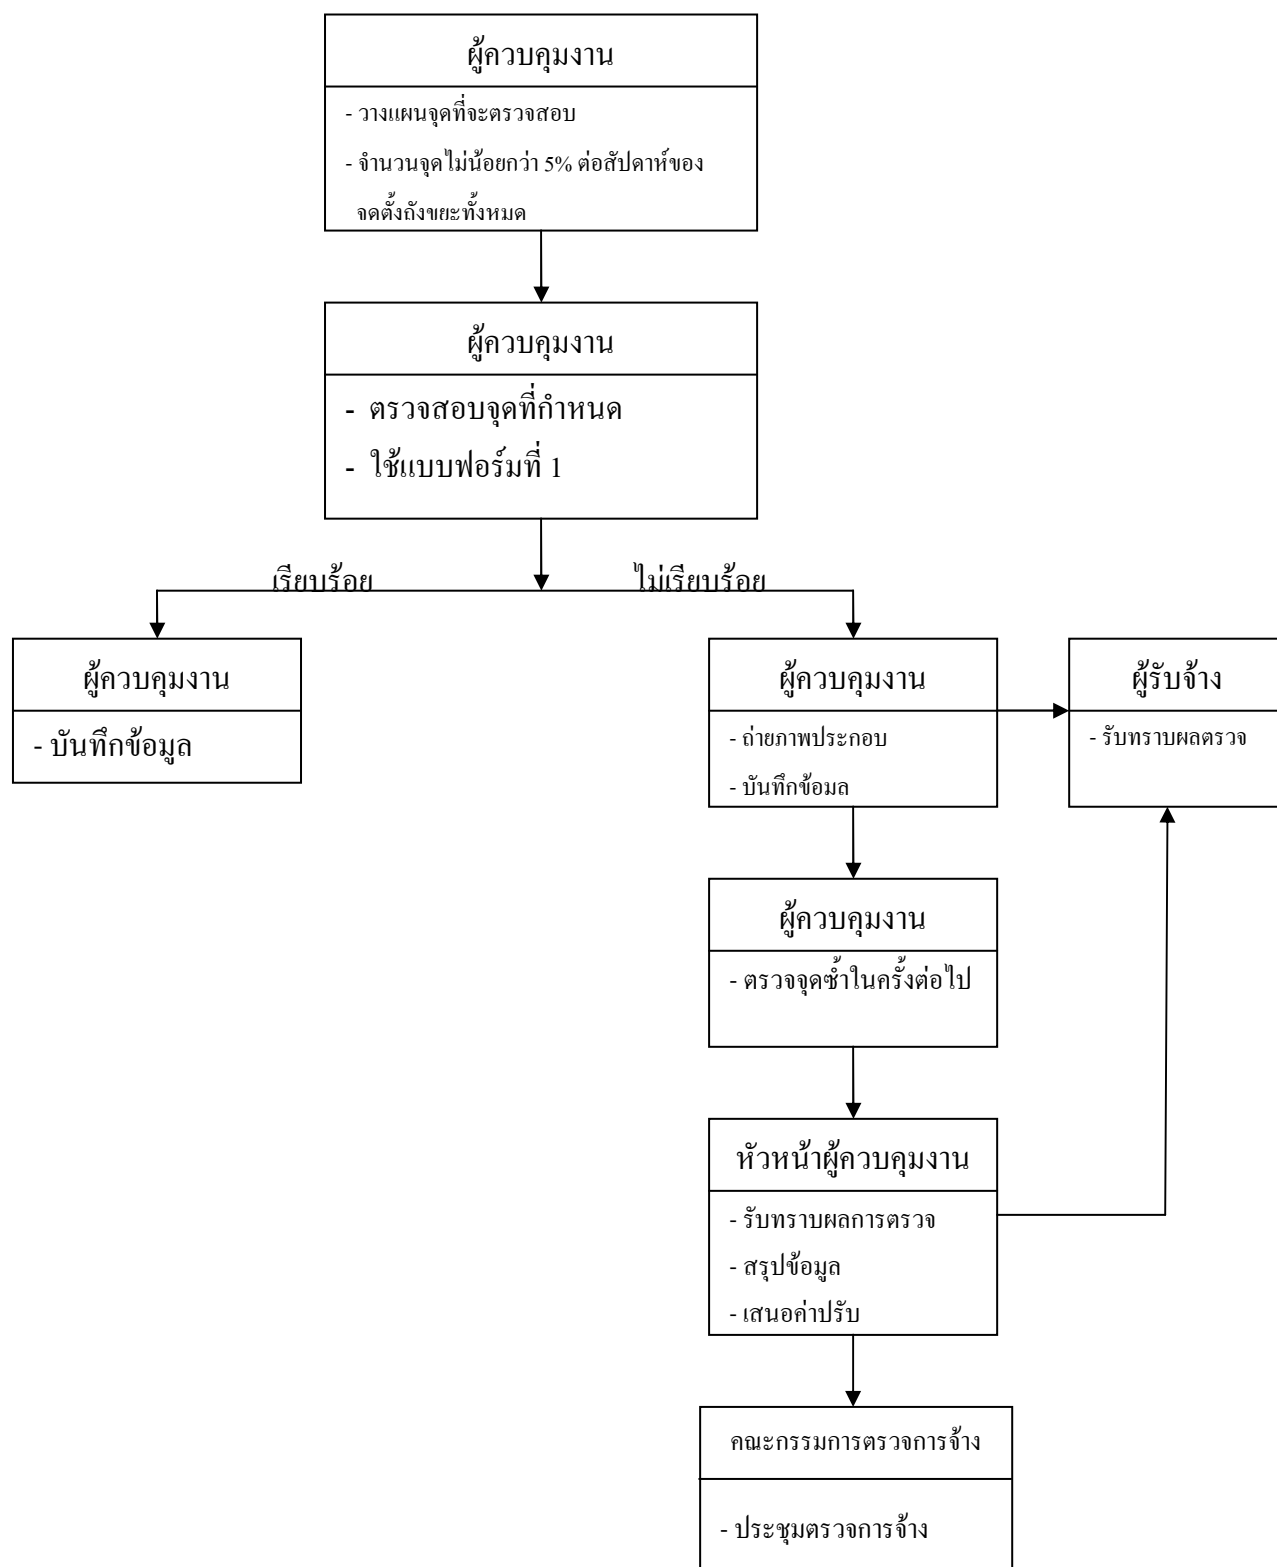 ผู้ควบคุมงาน
- วางแผนจุดที่จะตรวจสอบ
- จำนวนจุดไม่น้อยกว่า 5% ต่อสัปดาห์ของ
จดตั้งถังขยะทั้งหมด
ผู้ควบคุมงาน
- ตรวจสอบจุดที่กำหนด
- ใช้แบบฟอร์มที่ 1
เรียบร้อย
ไม่เรียบร้อย
ผู้ควบคุมงาน
- บันทึกข้อมูล
ผู้ควบคุมงาน
- ถ่ายภาพประกอบ
- บันทึกข้อมล
ผู้รับจ้าง
- รับทราบผลตรวจ
ผู้ควบคุมงาน
- ตรวจจุดซ้ำในครั้งต่อไป
หัวหน้าผู้ควบคุมงาน
- รับทราบผลการตรวจ
- สรุปข้อมูล
- เสนอค่าปรับ
คณะกรรมการตรวจการจ้าง
- ประชุมตรวจการจ้าง